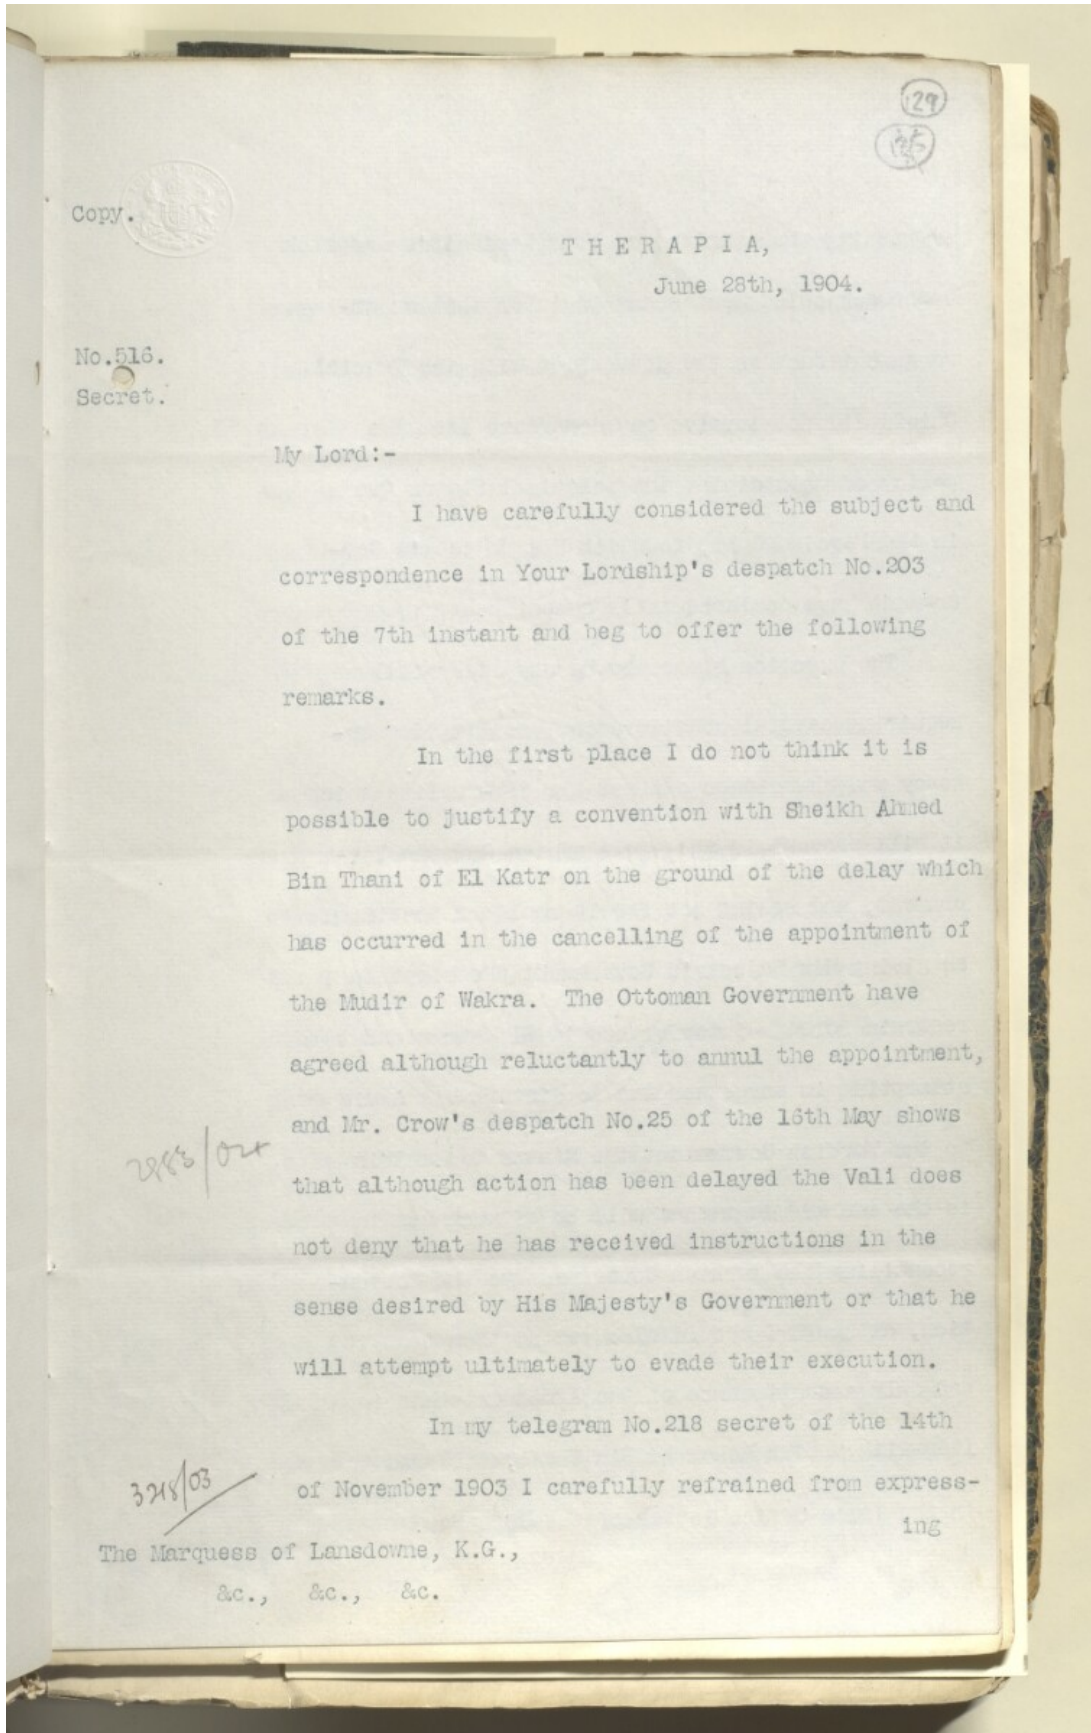 129
Copy.
THERAPIA,
June 28th, 1904.
No.516.
Secret.
My Lord:-
I have carefully considered the subject and
correspondence in Your Lordship's despatch No.203
of the 7th instant and beg to offer the following
remarks.
In the first place I do not think it is
possible to justify a convention with Sheikh Ahmed
Bin Thani of El Katr on the ground of the delay which
has occurred in the cancelling of the appointment of
the Mudir of Wakra. The Ottoman Government have
agreed although reluctantly to annul the appointment,
and Mr. Crow's despatch No.25 of the 16th May shows
that although action has been delayed the Vali does
not deny that he has received instructions in the
sense desired by His Majesty's Government or that he
will attempt ultimately to evade their execution.
In my telegram No.218 secret of the 14th
of November 1903 I carefully refrained from express-
ing
The Marquess of Lansdowne, K.G.,
&c., &c., &c.